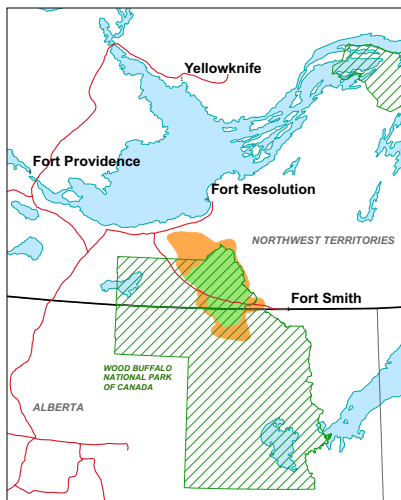 Yellowknife
Fort Providence
Fort Resolution
NORTHWEST TERRITORIES
Fort Smith
WOOD BUFFALO
NATIONAL PARK
OF CANADA
ALBERTA